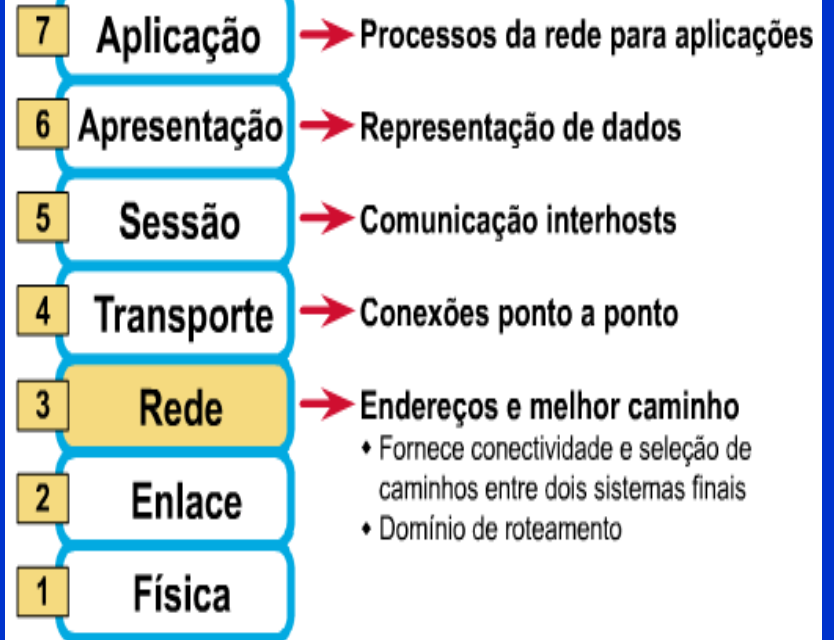 7 Aplicação Processos da rede para aplicações
6 Apresentação Representação de dados
5 Sessão Comunicação interhosts
4 Transporte Conexões ponto a ponto
3 Rede Endereços e melhor caminho
• Fornece conectividade e seleção de
caminhos entre dois sistemas finais
• Domínio de roteamento
2 Enlace
1 Física